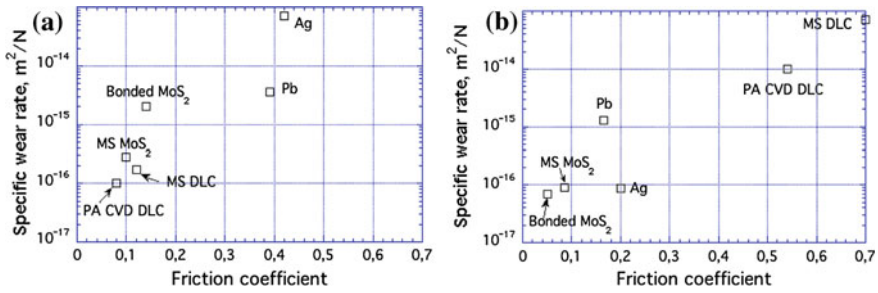 (a)
Specific wear rate, m²/N
10⁻¹⁴
10⁻¹⁵
10⁻¹⁶
10⁻¹⁷
Ag
Pb
Bonded MoS₂
MS MoS₂
MS DLC
PA CVD DLC
0 0,1 0,2 0,3 0,4 0,5 0,6 0,7
Friction coefficient
(b)
Specific wear rate, m²/N
10⁻¹⁴
10⁻¹⁵
10⁻¹⁶
10⁻¹⁷
MS DLC
PA CVD DLC
Pb
MS MoS₂
Ag
Bonded MoS₂
0 0,1 0,2 0,3 0,4 0,5 0,6 0,7
Friction coefficient